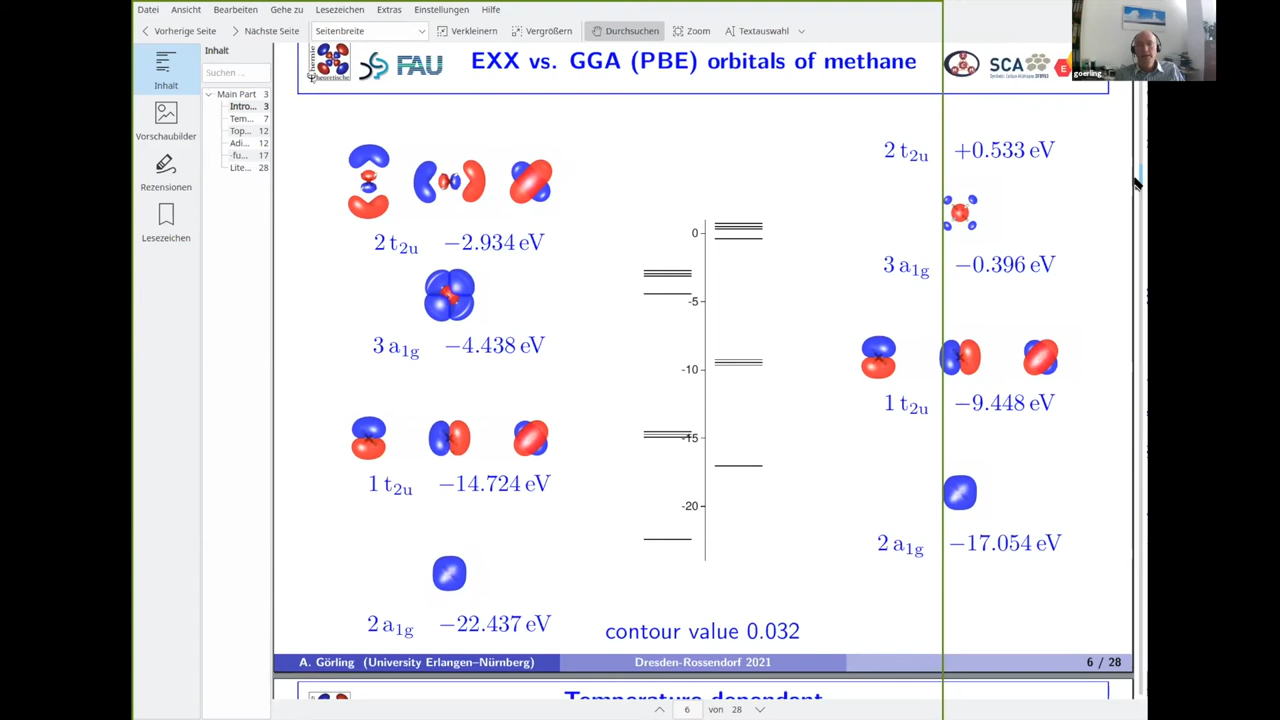 Datei Ansicht Bearbeiten Gehe zu Lesezeichen Extras Einstellungen Hilfe
Vorherige Seite Nächste Seite Seitenbreite Verkleinern Vergrößern Durchsuchen Zoom Textauswahl
Inhalt
Suchen ...
Inhalt
Main Part 3
Intro... 3
Tem... 7
Top... 12
Adi... 12
-fu... 17
Lite... 28
Vorschaubilder
Rezensionen
Lesezeichen
FAU
EXX vs. GGA (PBE) orbitals of methane
SCA
goerling
2 t2u −2.934 eV
3 a1g −4.438 eV
1 t2u −14.724 eV
2 a1g −22.437 eV
0
-5
-10
-15
-20
2 t2u +0.533 eV
3 a1g −0.396 eV
1 t2u −9.448 eV
2 a1g −17.054 eV
contour value 0.032
A. Görling (University Erlangen–Nürnberg) Dresden-Rossendorf 2021 6 / 28
Temperature dependent
6 von 28